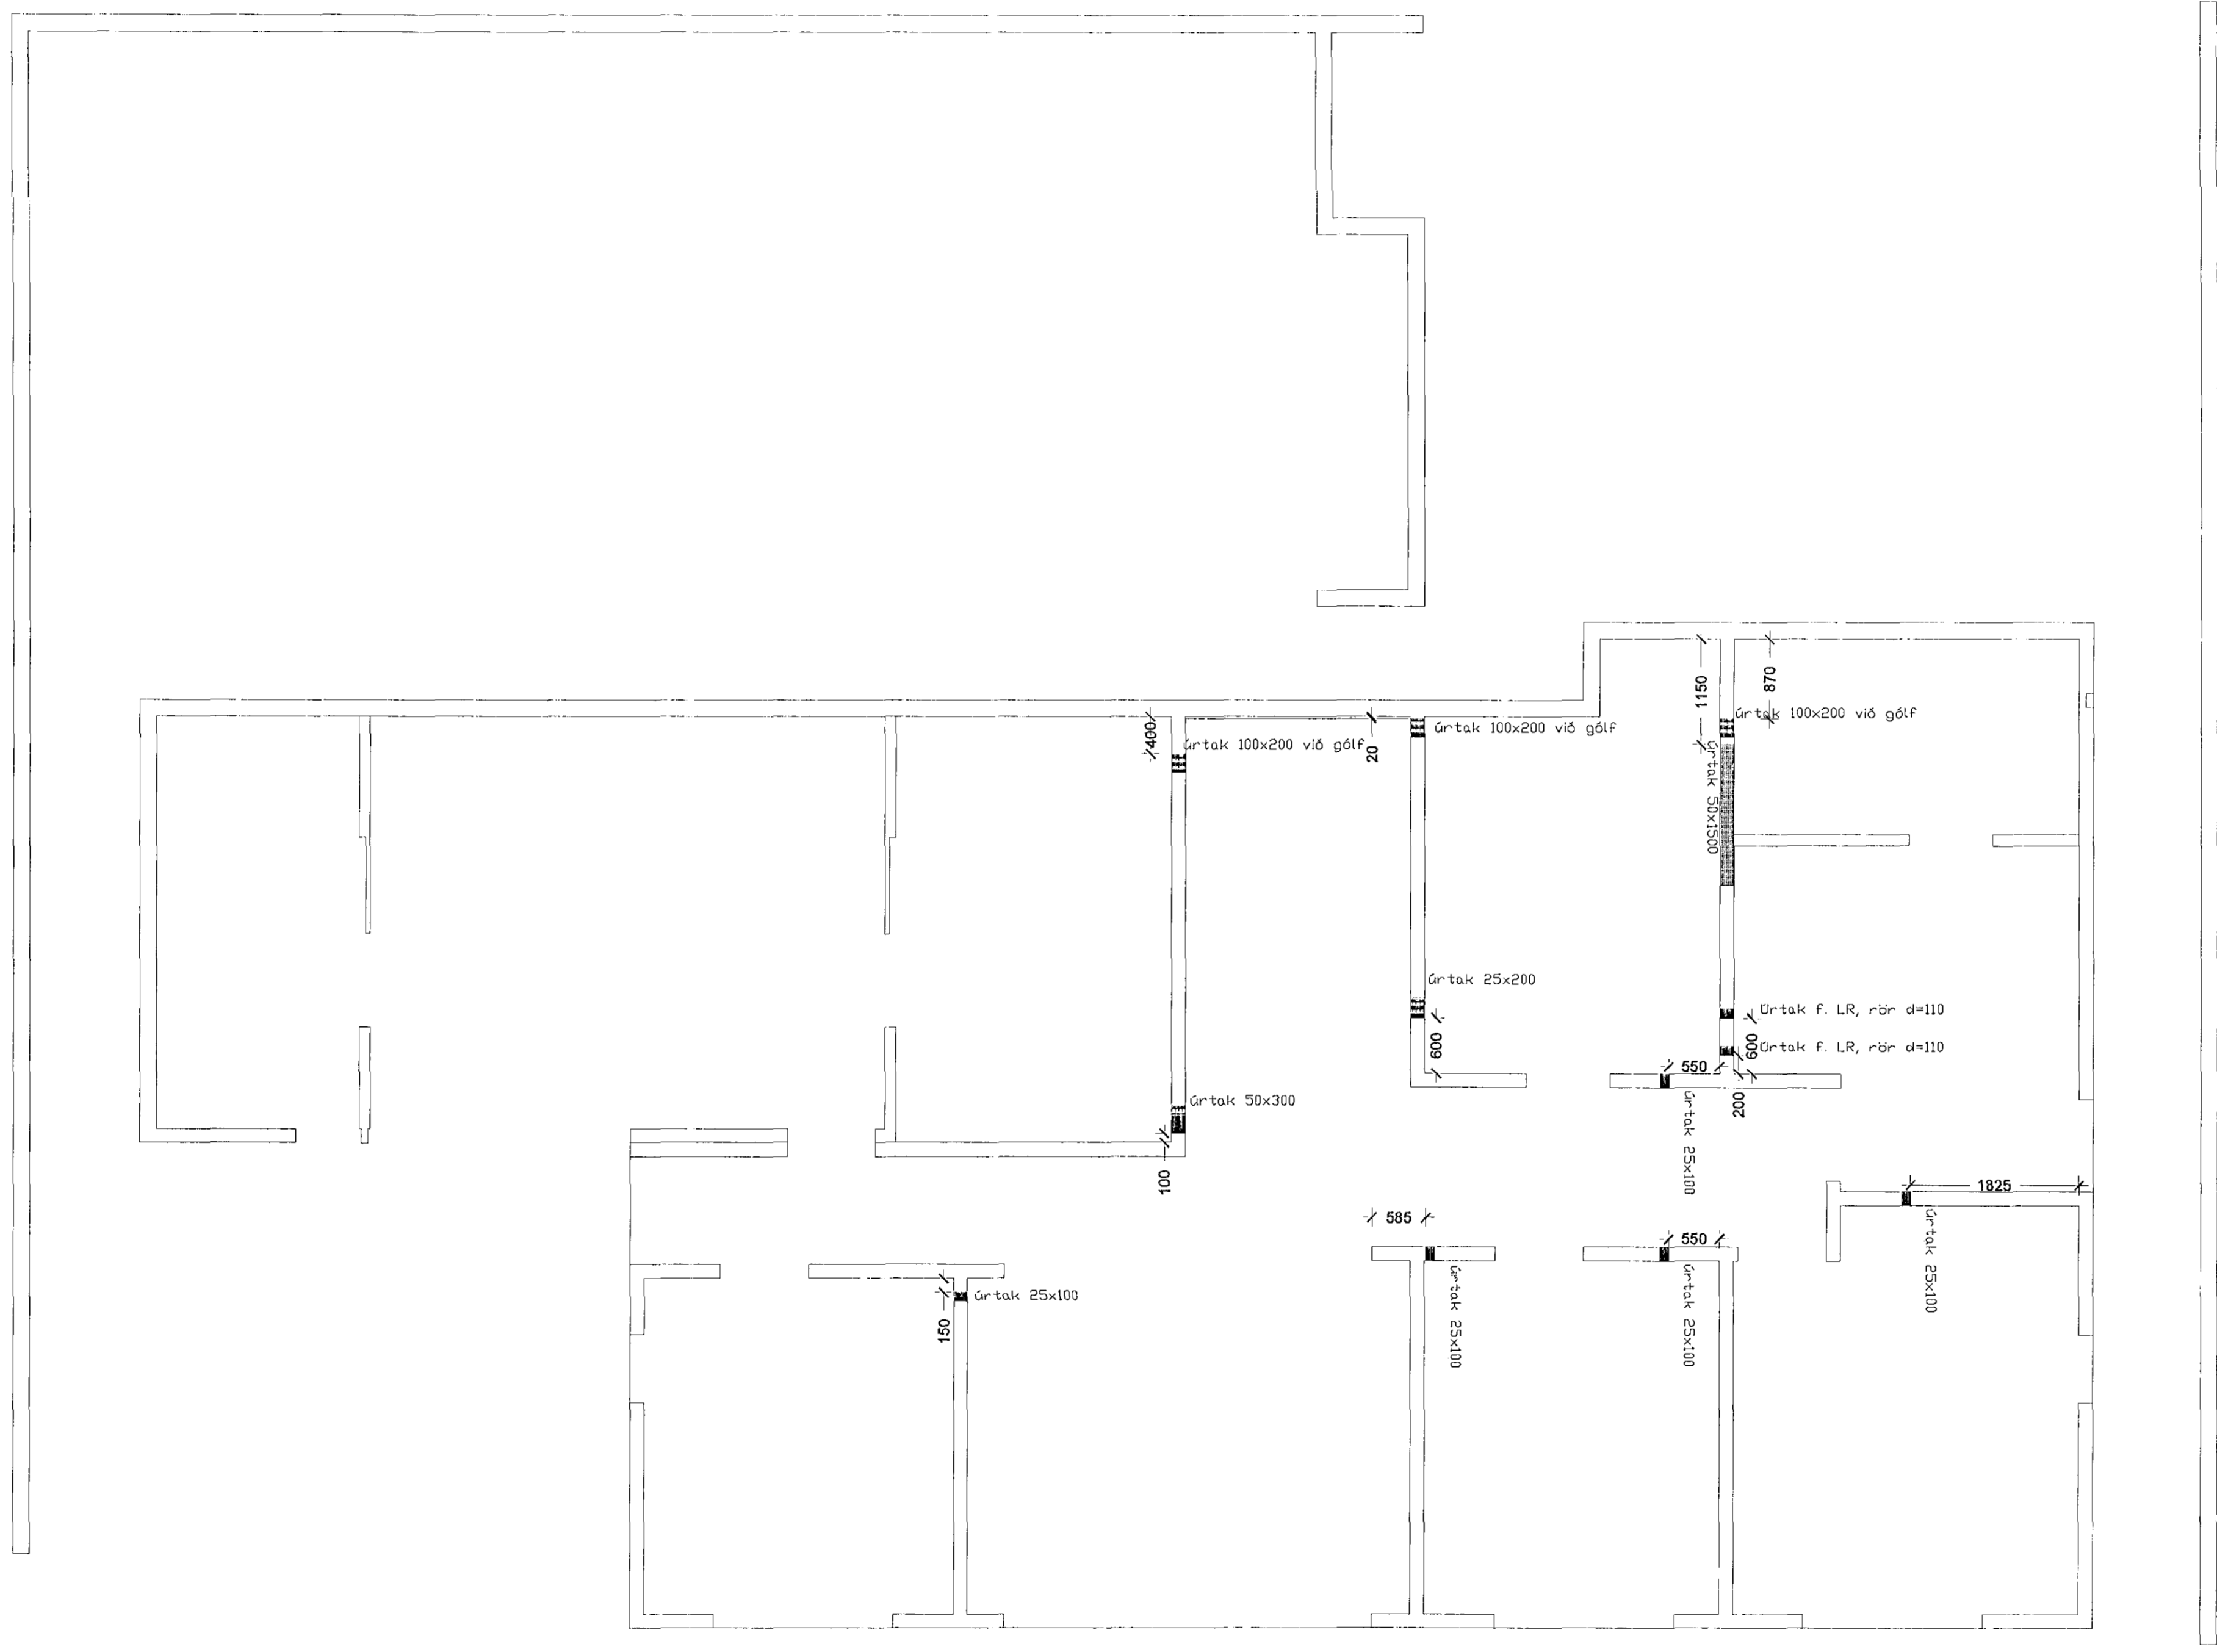 1150
870
úrtak 100x200 við gólf
400
úrtak 100x200 við gólf
20
úrtak 100x200 við gólf
úrtak 50x1500
úrtak 25x200
600
Úrtak f. LR, rör d=110
Úrtak f. LR, rör d=110
600
550
200
úrtak 50x300
úrtak 25x100
100
1825
585
550
úrtak 25x100
úrtak 25x100
150
úrtak 25x100
úrtak 25x100